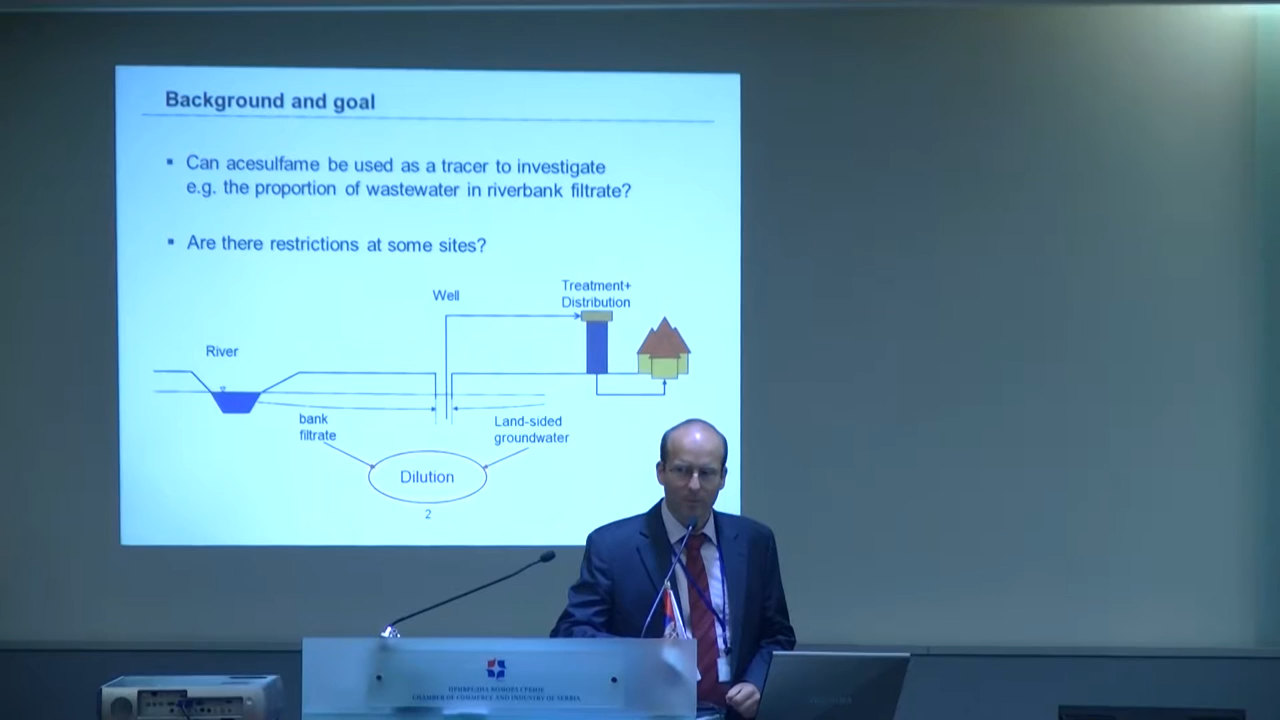 Background and goal
▪ Can acesulfame be used as a tracer to investigate
e.g. the proportion of wastewater in riverbank filtrate?
▪ Are there restrictions at some sites?
Treatment+
Distribution
Well
River
bank
filtrate
Land-sided
groundwater
Dilution
2
ПРИВРЕДНА КОМОРА СРБИЈЕ
CHAMBER OF COMMERCE AND INDUSTRY OF SERBIA